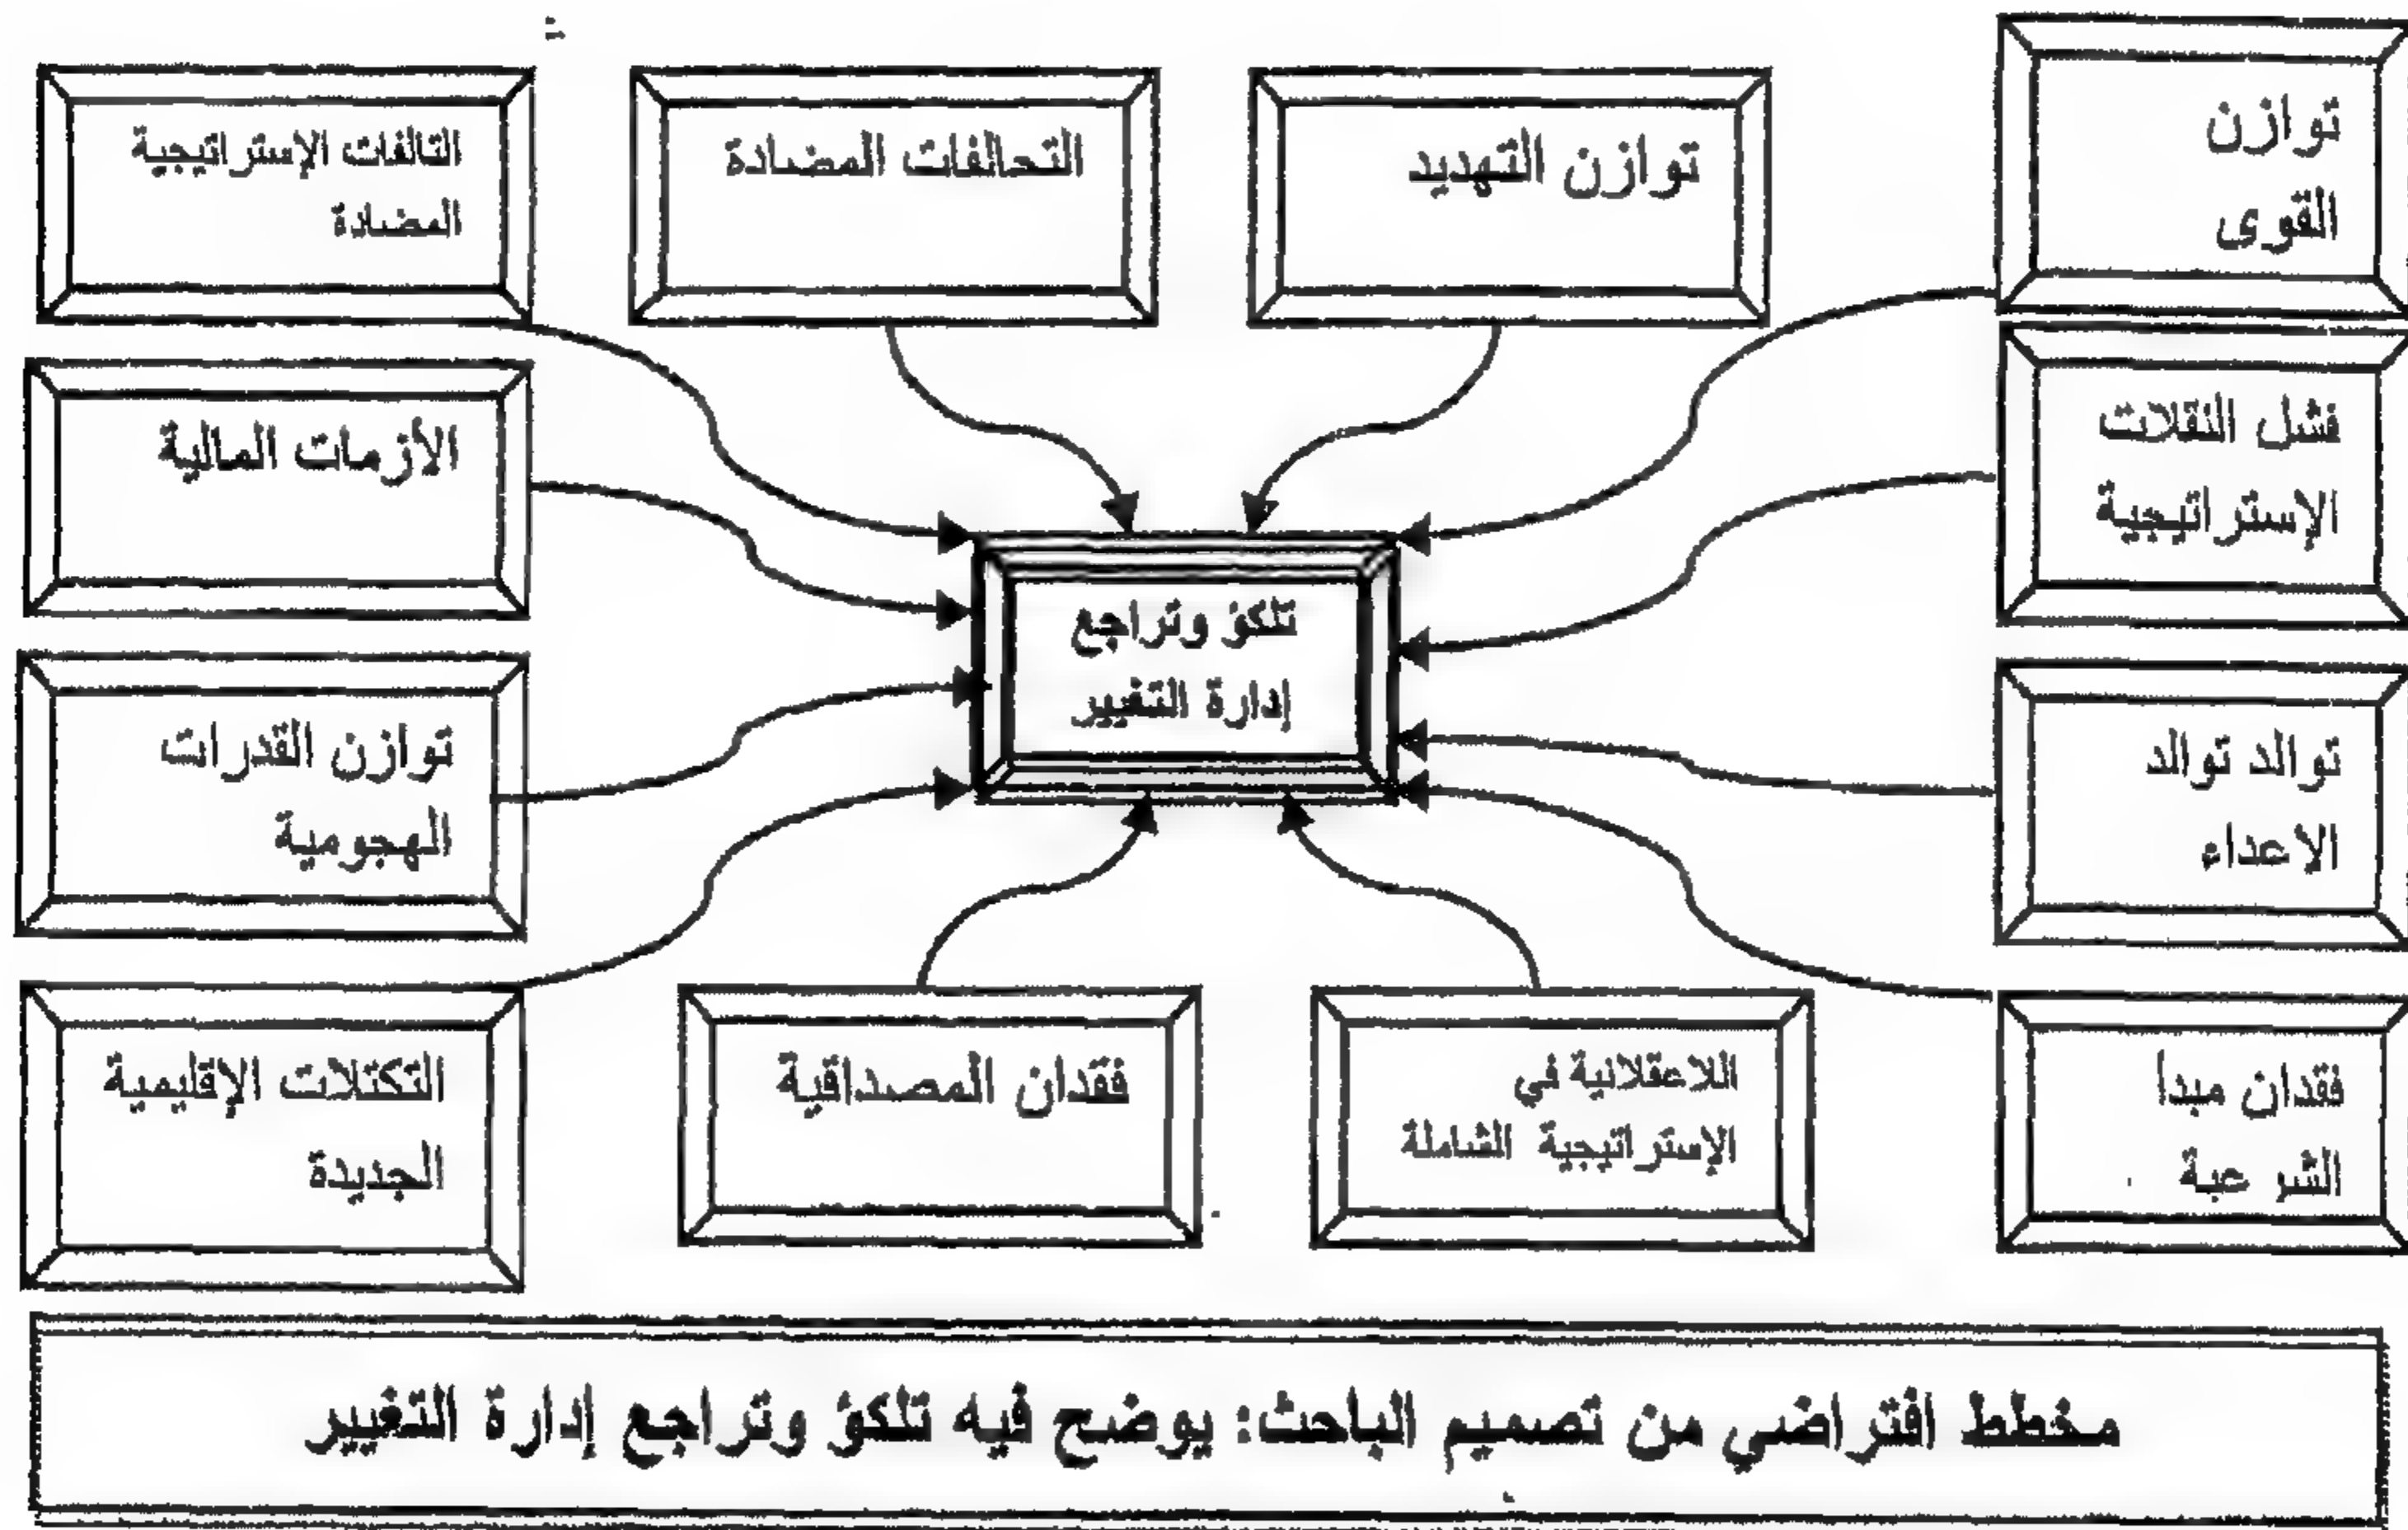 توازن
القوى
توازن التهديد
التحالفات المضادة
التالفات الإستراتيجية
المضادة
فشل النقلات
الإستراتيجية
الأزمات المالية
تلكؤ وتراجع
إدارة التغيير
توالد توالد
الاعداء
توازن القدرات
الهجومية
فقدان مبدا
الشرعية
اللاعقلانية في
الإستراتيجية الشاملة
فقدان المصداقية
التكتلات الإقليمية
الجديدة
مخطط افتراضي من تصميم الباحث: يوضح فيه تلكؤ وتراجع إدارة التغيير